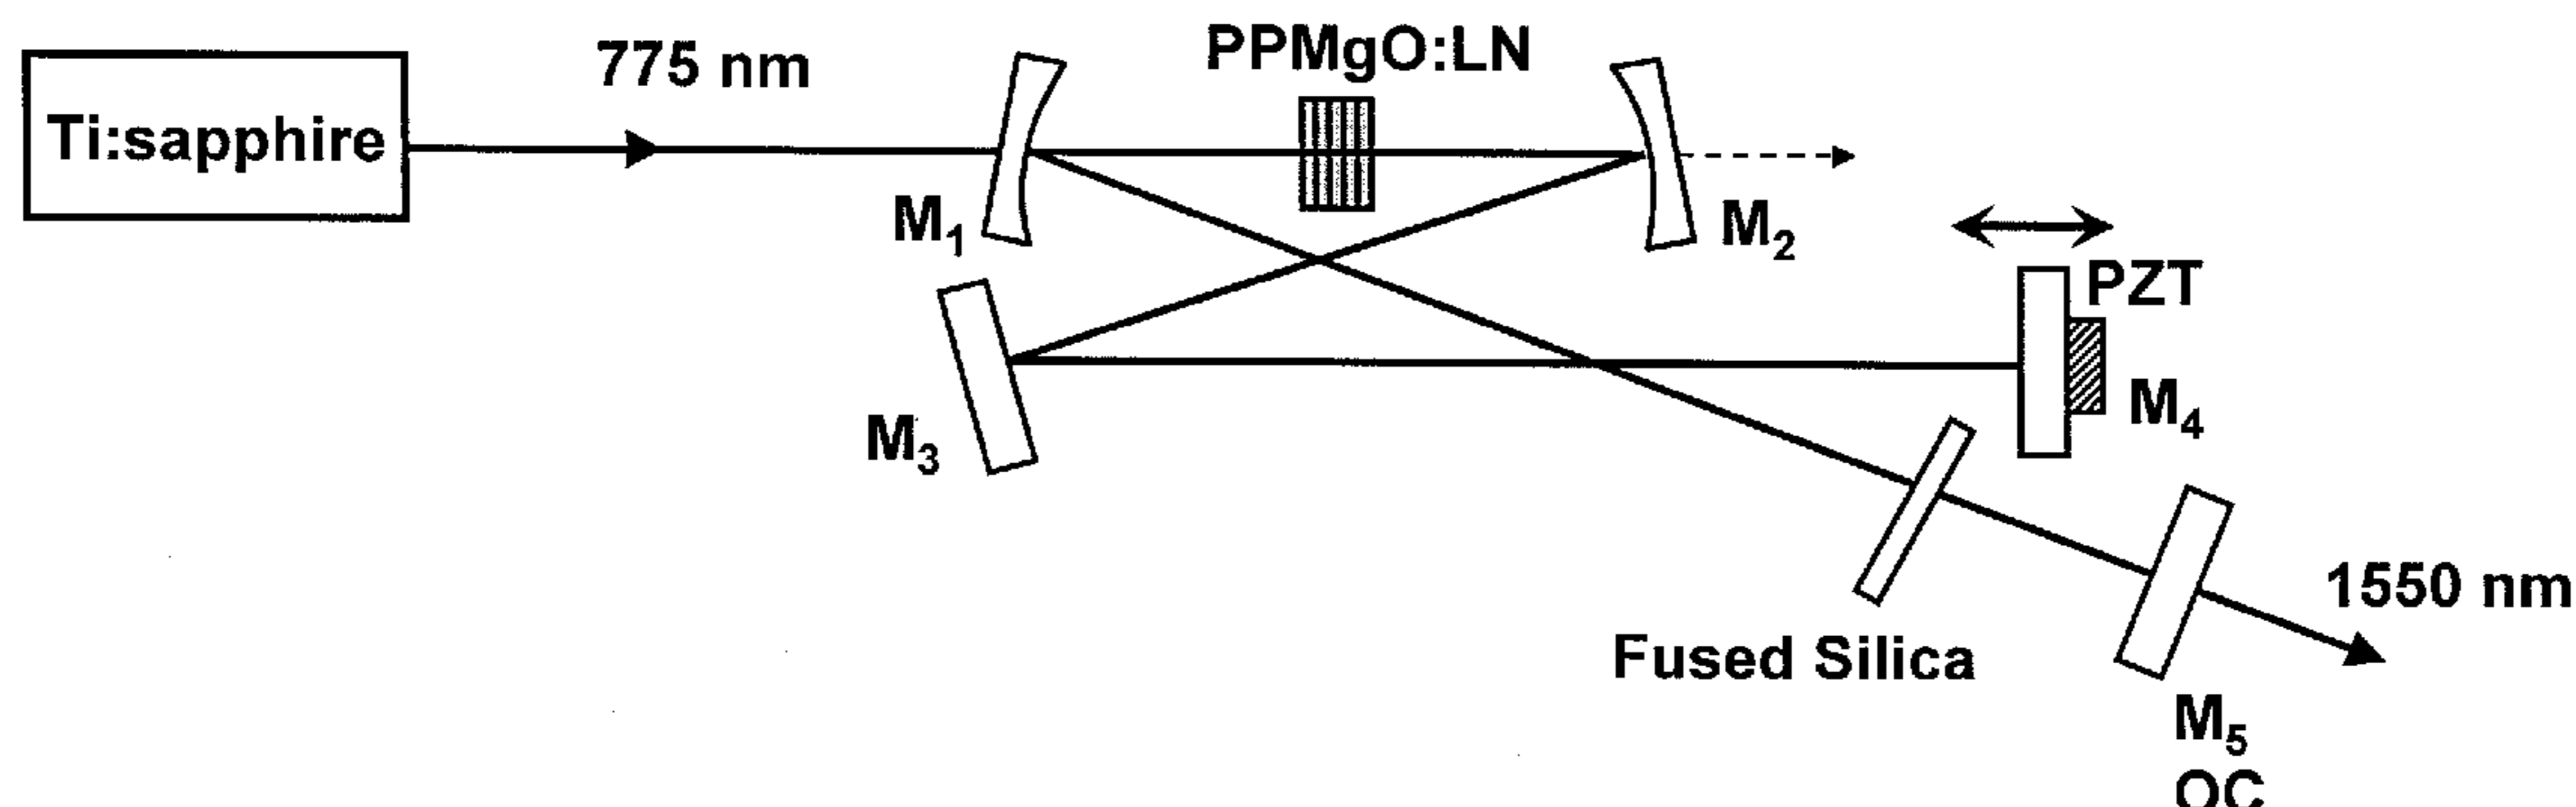 775 nm
PPMgO:LN
Ti:sapphire
M1
M2
PZT
M3
M4
1550 nm
Fused Silica
M5
OC